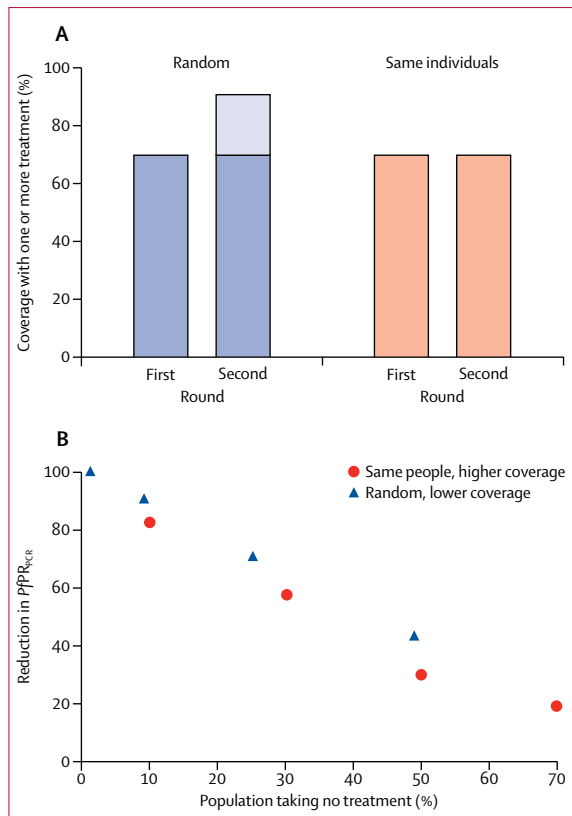 A
Random
Same individuals
Coverage with one or more treatment (%)
100
80
60
40
20
0
First
Second
First
Second
Round
Round
B
Same people, higher coverage
Random, lower coverage
Reduction in PfPR_PCR
100
80
60
40
20
0
0
10
20
30
40
50
60
70
Population taking no treatment (%)